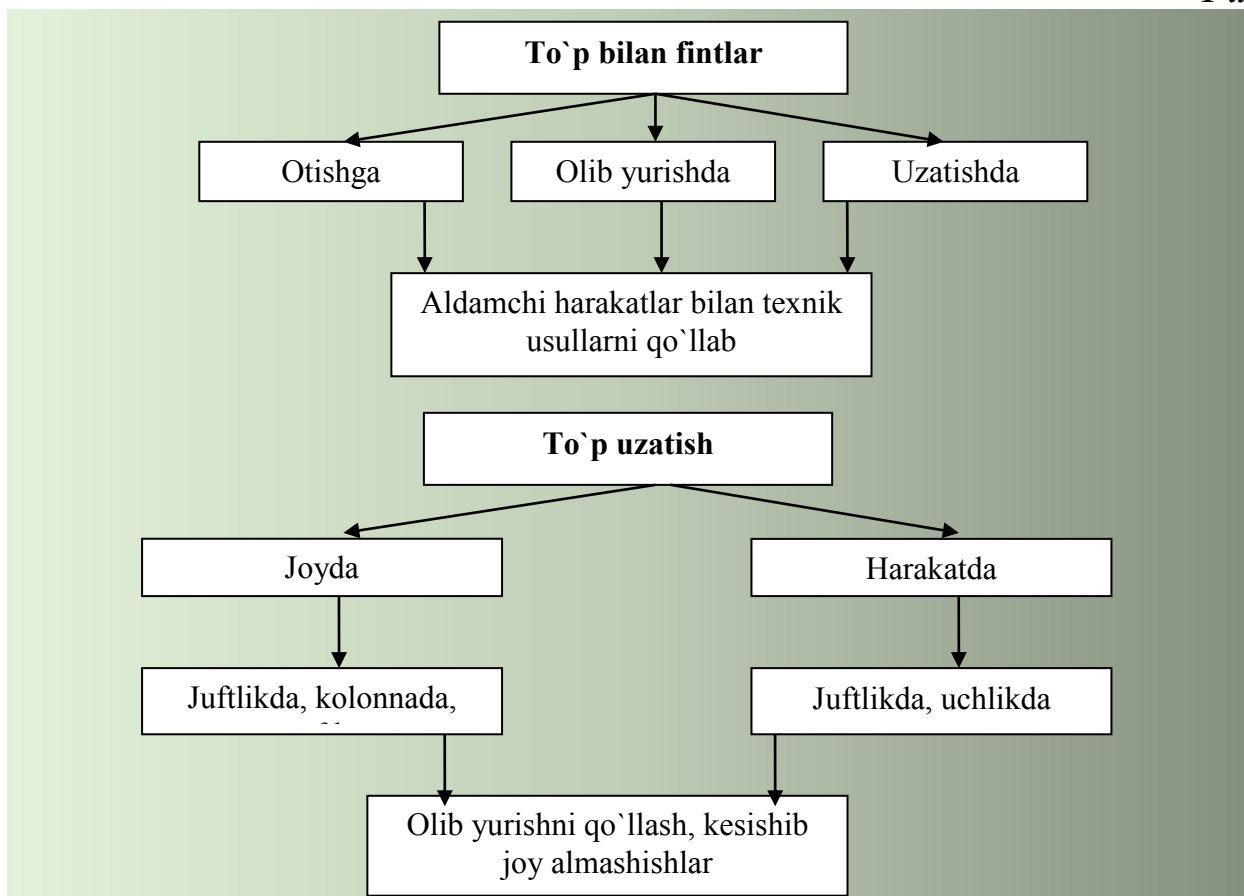 To`p bilan fintlar
Otishga
Olib yurishda
Uzatishda
Aldamchi harakatlar bilan texnik
usullarni qo`llab
To`p uzatish
Joyda
Harakatda
Juftlikda, kolonnada,
Juftlikda, uchlikda
Olib yurishni qo`llash, kesishib
joy almashishlar